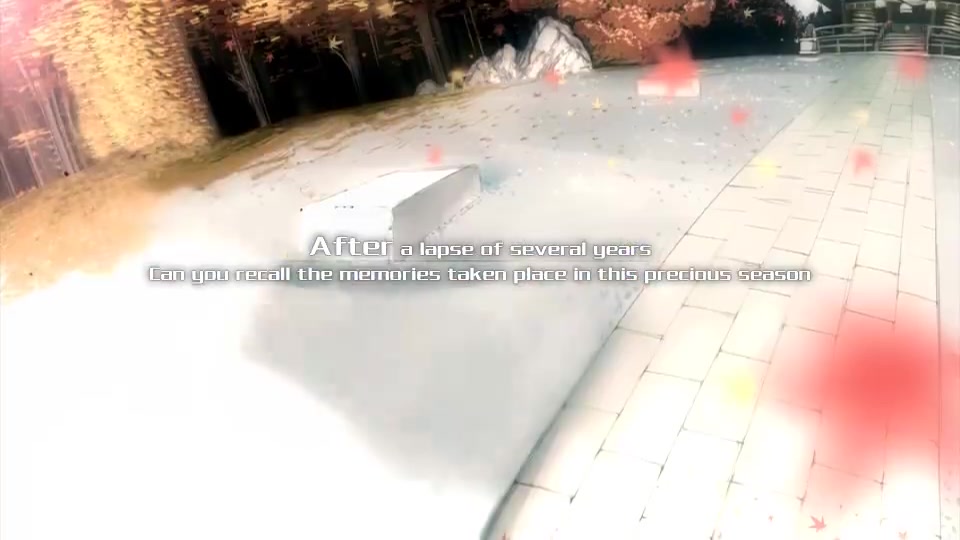 After a lapse of several years
Can you recall the memories taken place in this precious season